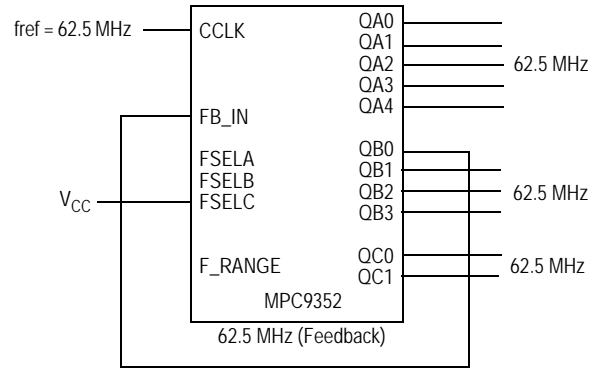 fref = 62.5 MHz
CCLK
QA0
QA1
QA2
QA3
QA4
62.5 MHz
FB_IN
FSELA
FSELB
FSELC
VCC
QB0
QB1
QB2
QB3
62.5 MHz
F_RANGE
QC0
QC1
62.5 MHz
MPC9352
62.5 MHz (Feedback)